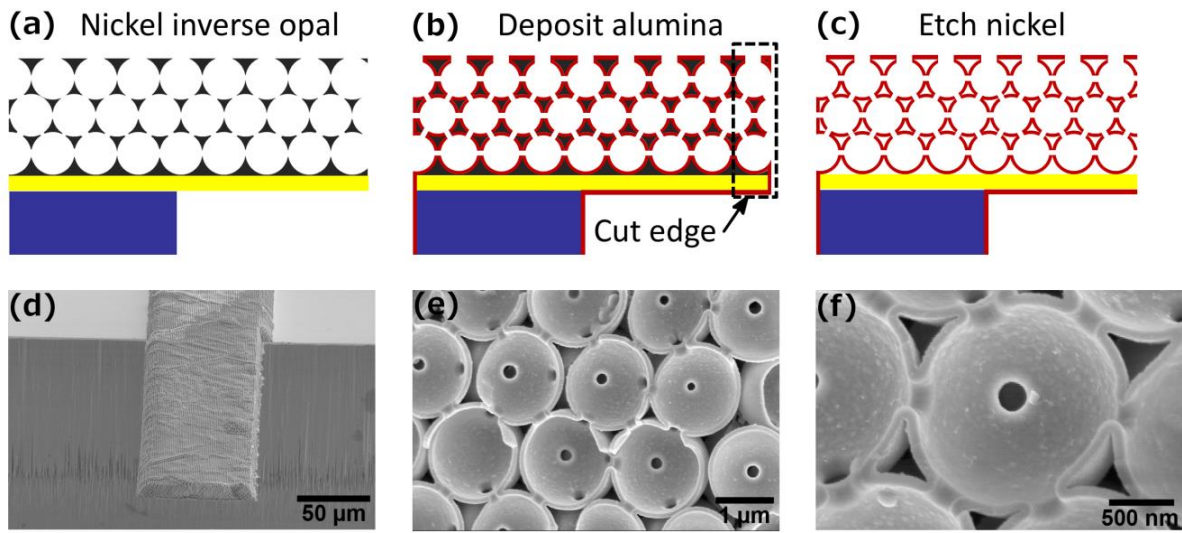 (a) Nickel inverse opal
(b) Deposit alumina
(c) Etch nickel
Cut edge
(d)
50 μm
(e)
1 μm
(f)
500 nm